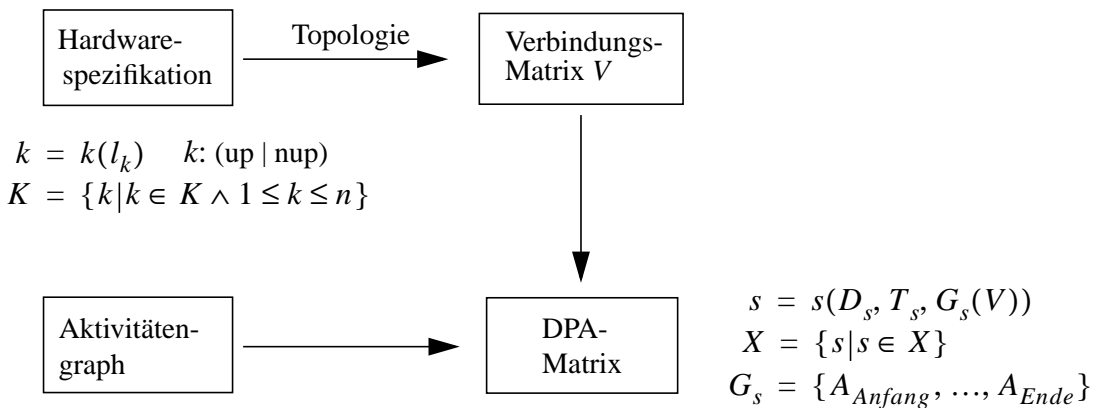 Hardware-
spezifikation
Topologie
Verbindungs-
Matrix V
k = k(l_k) k: (up | nup)
K = {k|k ∈ K ∧ 1 ≤ k ≤ n}
Aktivitäten-
graph
DPA-
Matrix
s = s(D_s, T_s, G_s(V))
X = {s|s ∈ X}
G_s = {A_Anfang, ..., A_Ende}